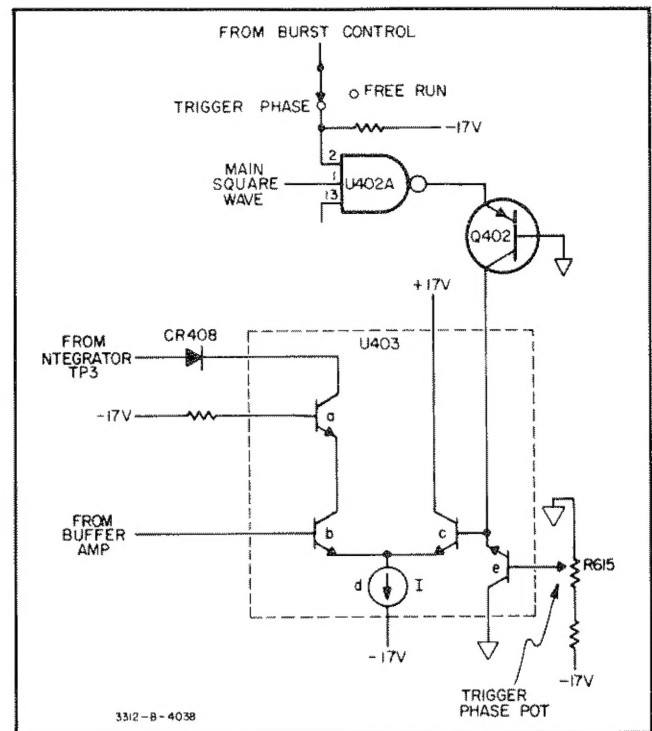 FROM BURST CONTROL
FREE RUN
TRIGGER PHASE
-17V
2
MAIN
SQUARE
WAVE
1
U402A
13
Q402
+17V
FROM
NTEGRATOR
TP3
CR408
U403
-17V
a
FROM
BUFFER
AMP
b
c
e
R615
d
I
-17V
-17V
TRIGGER
PHASE POT
3312-B-4038